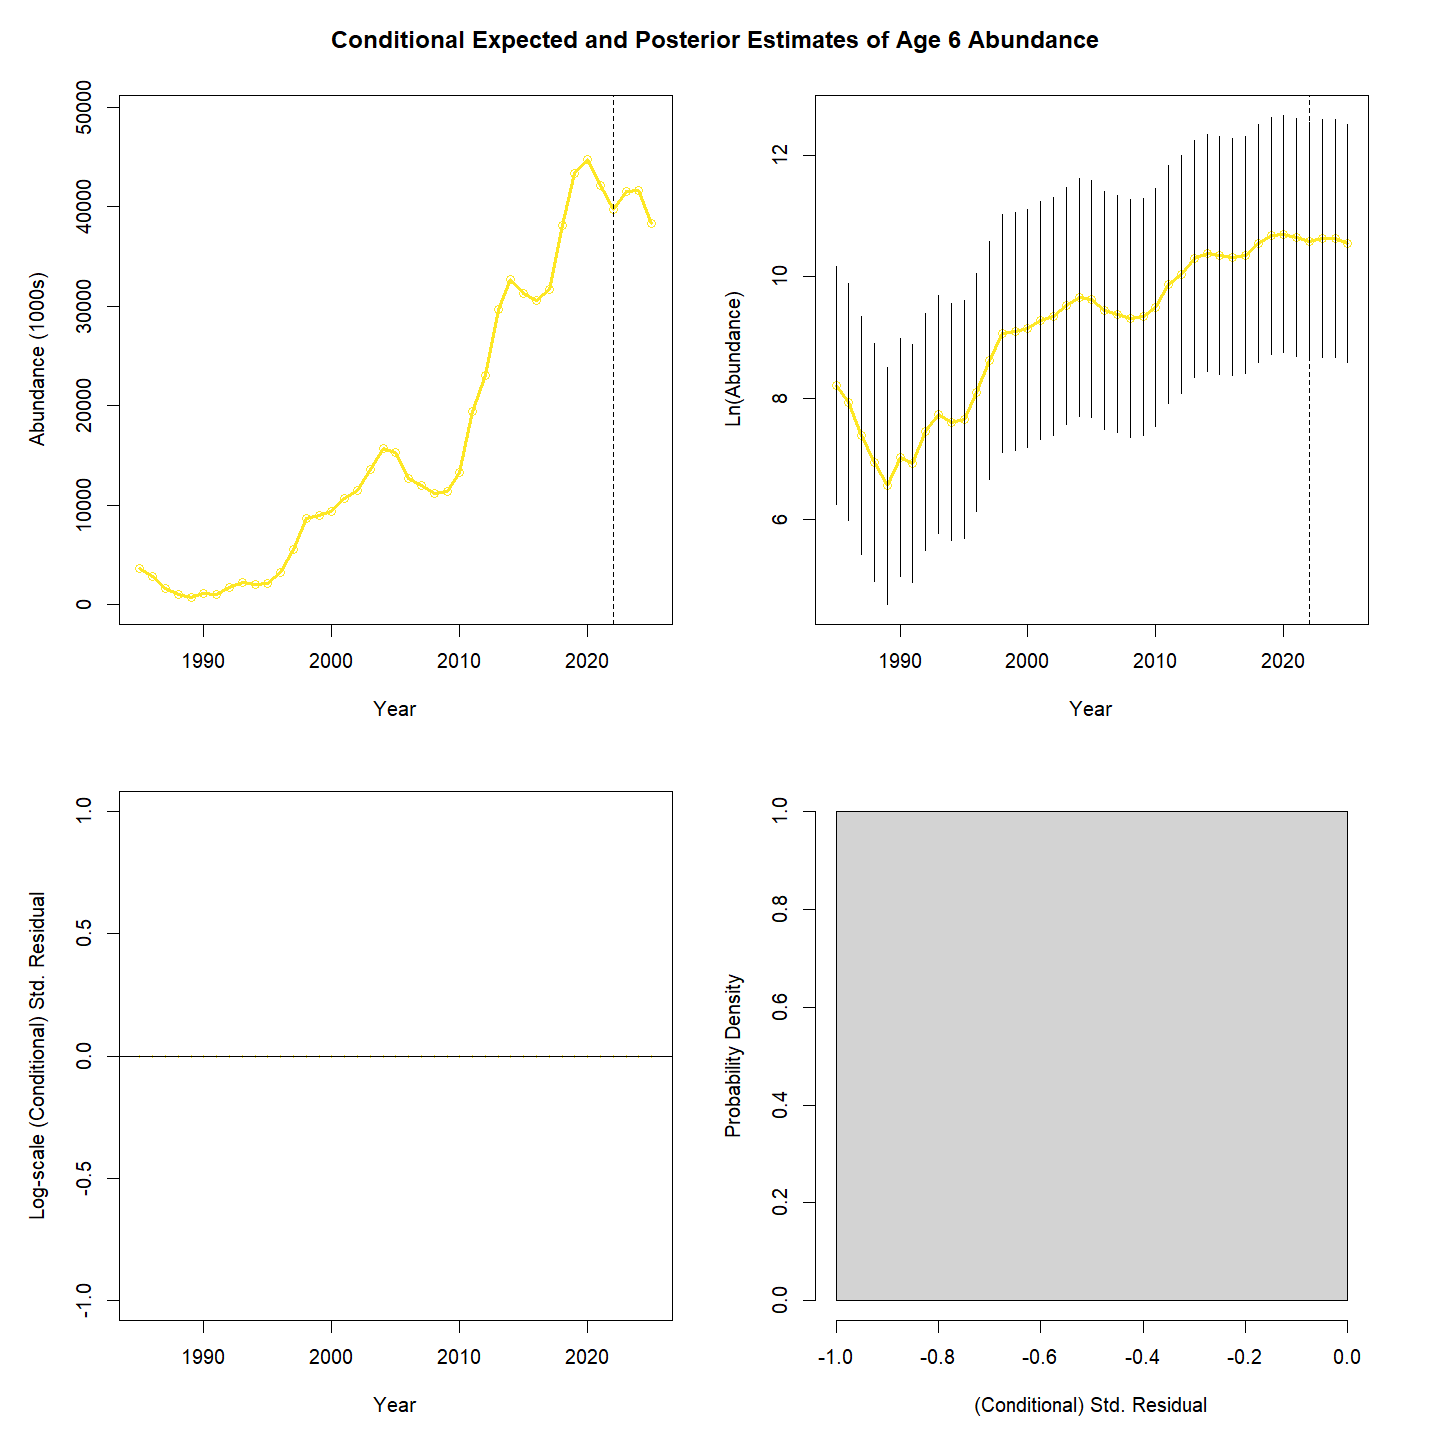 Conditional Expected and Posterior Estimates of Age 6 Abundance
Abundance (1000s)
50000
40000
30000
20000
10000
0
1990 2000 2010 2020
Year
Ln(Abundance)
12
10
8
6
1990 2000 2010 2020
Year
Log-scale (Conditional) Std. Residual
1.0
0.5
0.0
-0.5
-1.0
1990 2000 2010 2020
Year
Probability Density
1.0
0.8
0.6
0.4
0.2
0.0
-1.0 -0.8 -0.6 -0.4 -0.2 0.0
(Conditional) Std. Residual